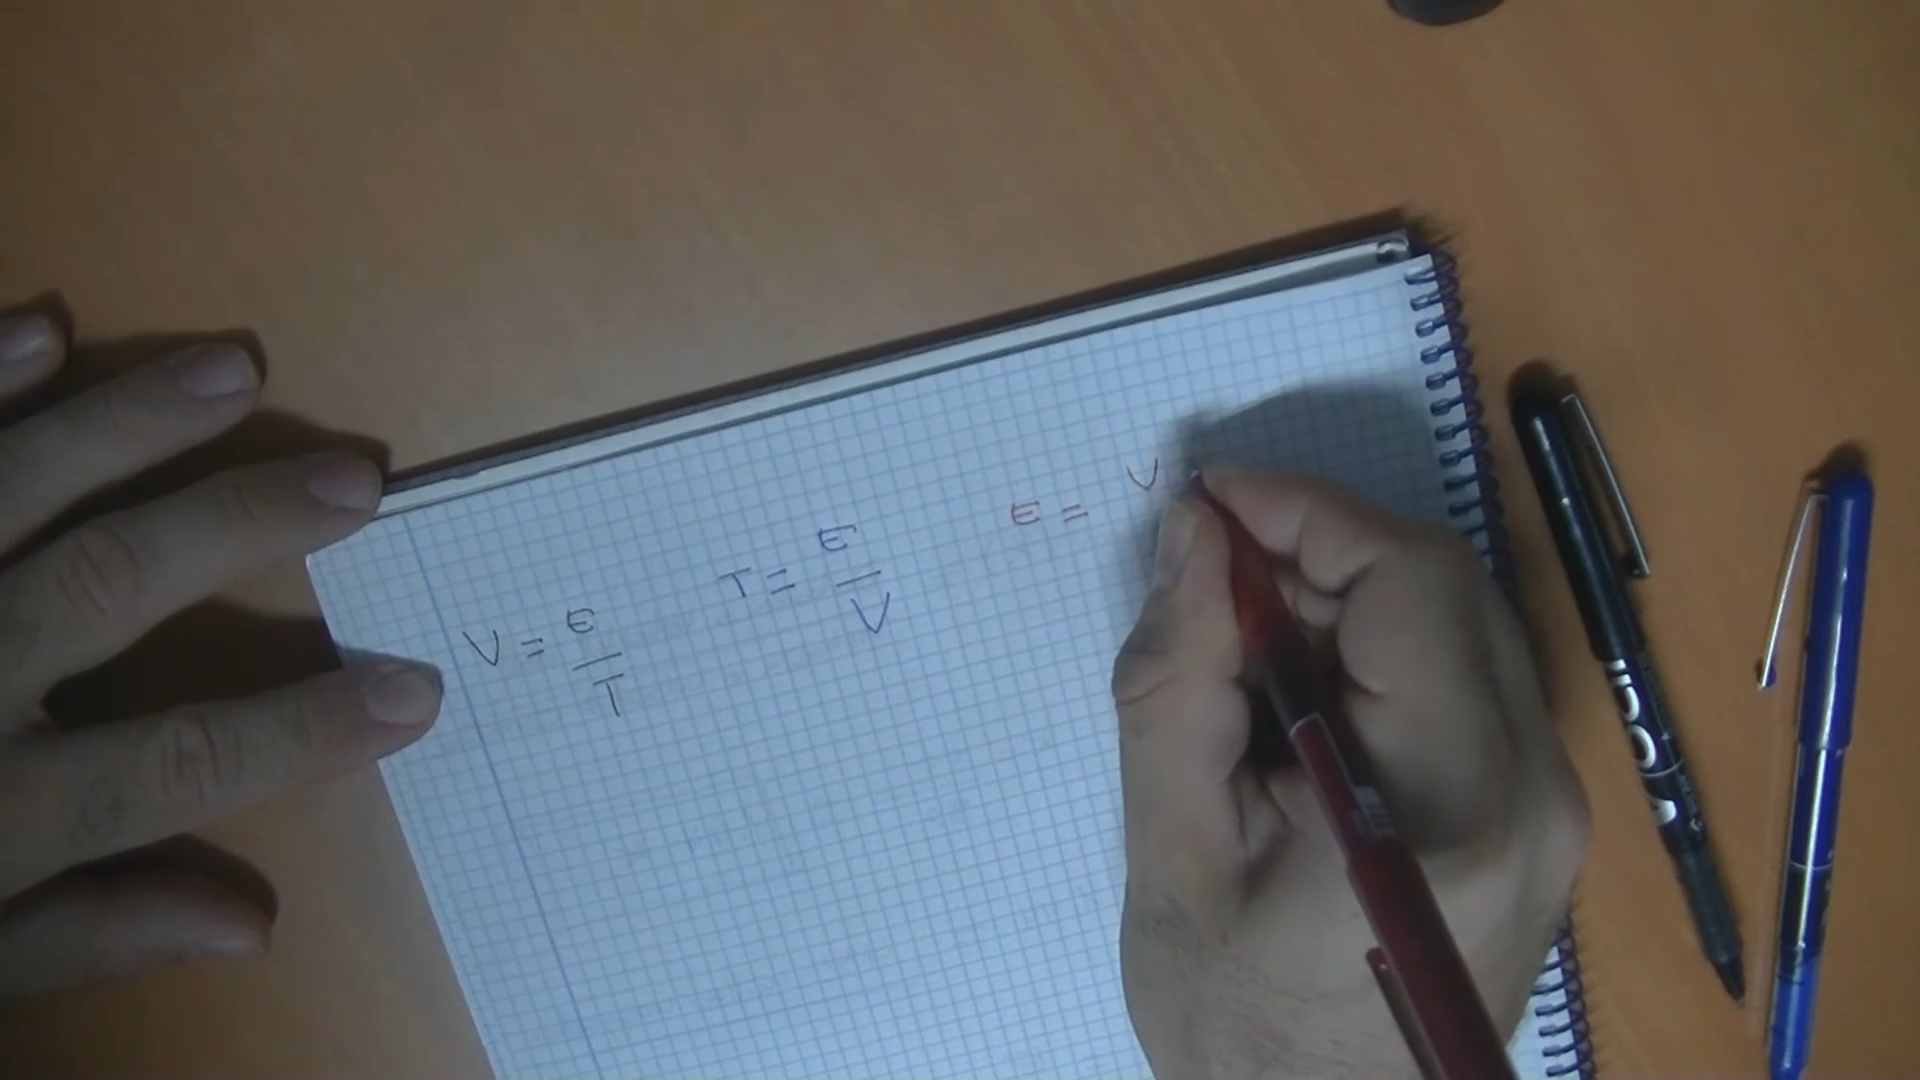 V = E/T
T = E/V
E = V